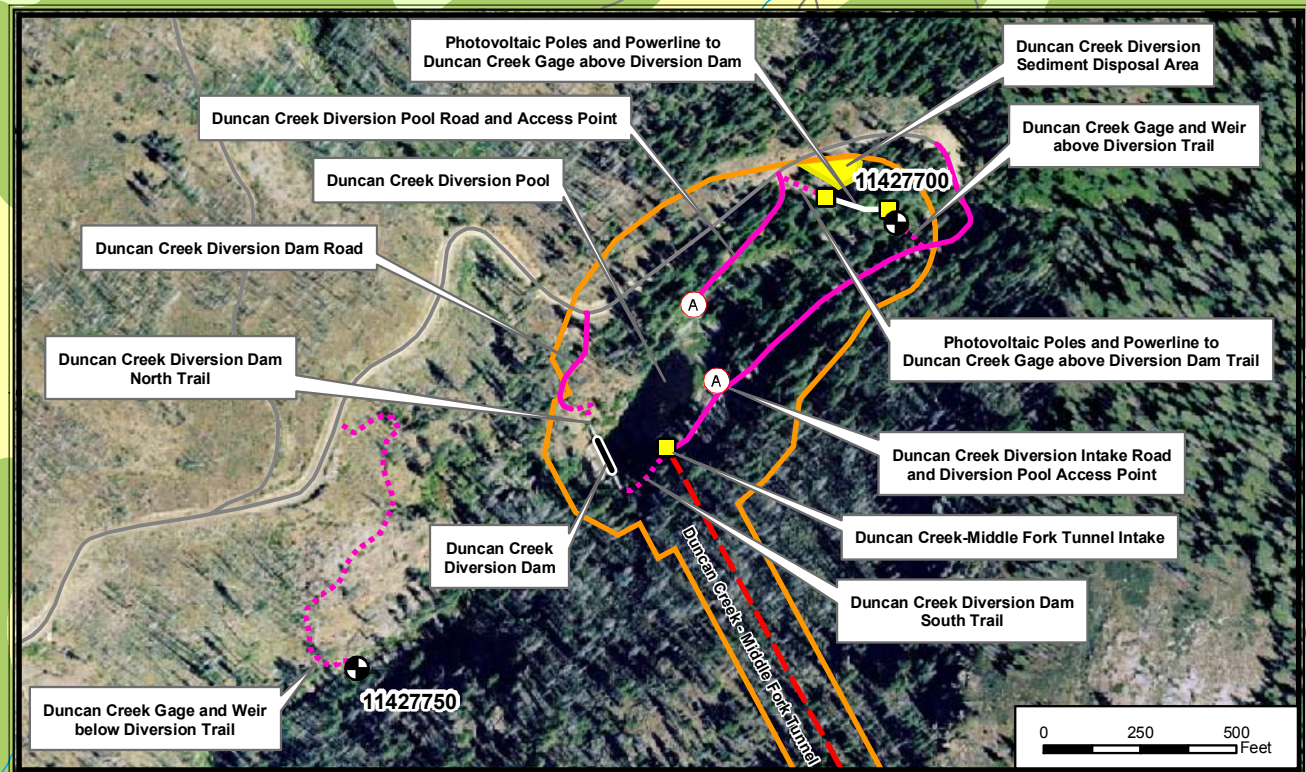 Photovoltaic Poles and Powerline to
Duncan Creek Gage above Diversion Dam
Duncan Creek Diversion
Sediment Disposal Area
Duncan Creek Diversion Pool Road and Access Point
Duncan Creek Gage and Weir
above Diversion Trail
Duncan Creek Diversion Pool
11427700
Duncan Creek Diversion Dam Road
A
Photovoltaic Poles and Powerline to
Duncan Creek Gage above Diversion Dam Trail
Duncan Creek Diversion Dam
North Trail
A
Duncan Creek Diversion Intake Road
and Diversion Pool Access Point
Duncan Creek
Diversion Dam
Duncan Creek-Middle Fork Tunnel Intake
Duncan Creek - Middle Fork Tunnel
Duncan Creek Diversion Dam
South Trail
11427750
Duncan Creek Gage and Weir
below Diversion Trail
0 250 500
Feet